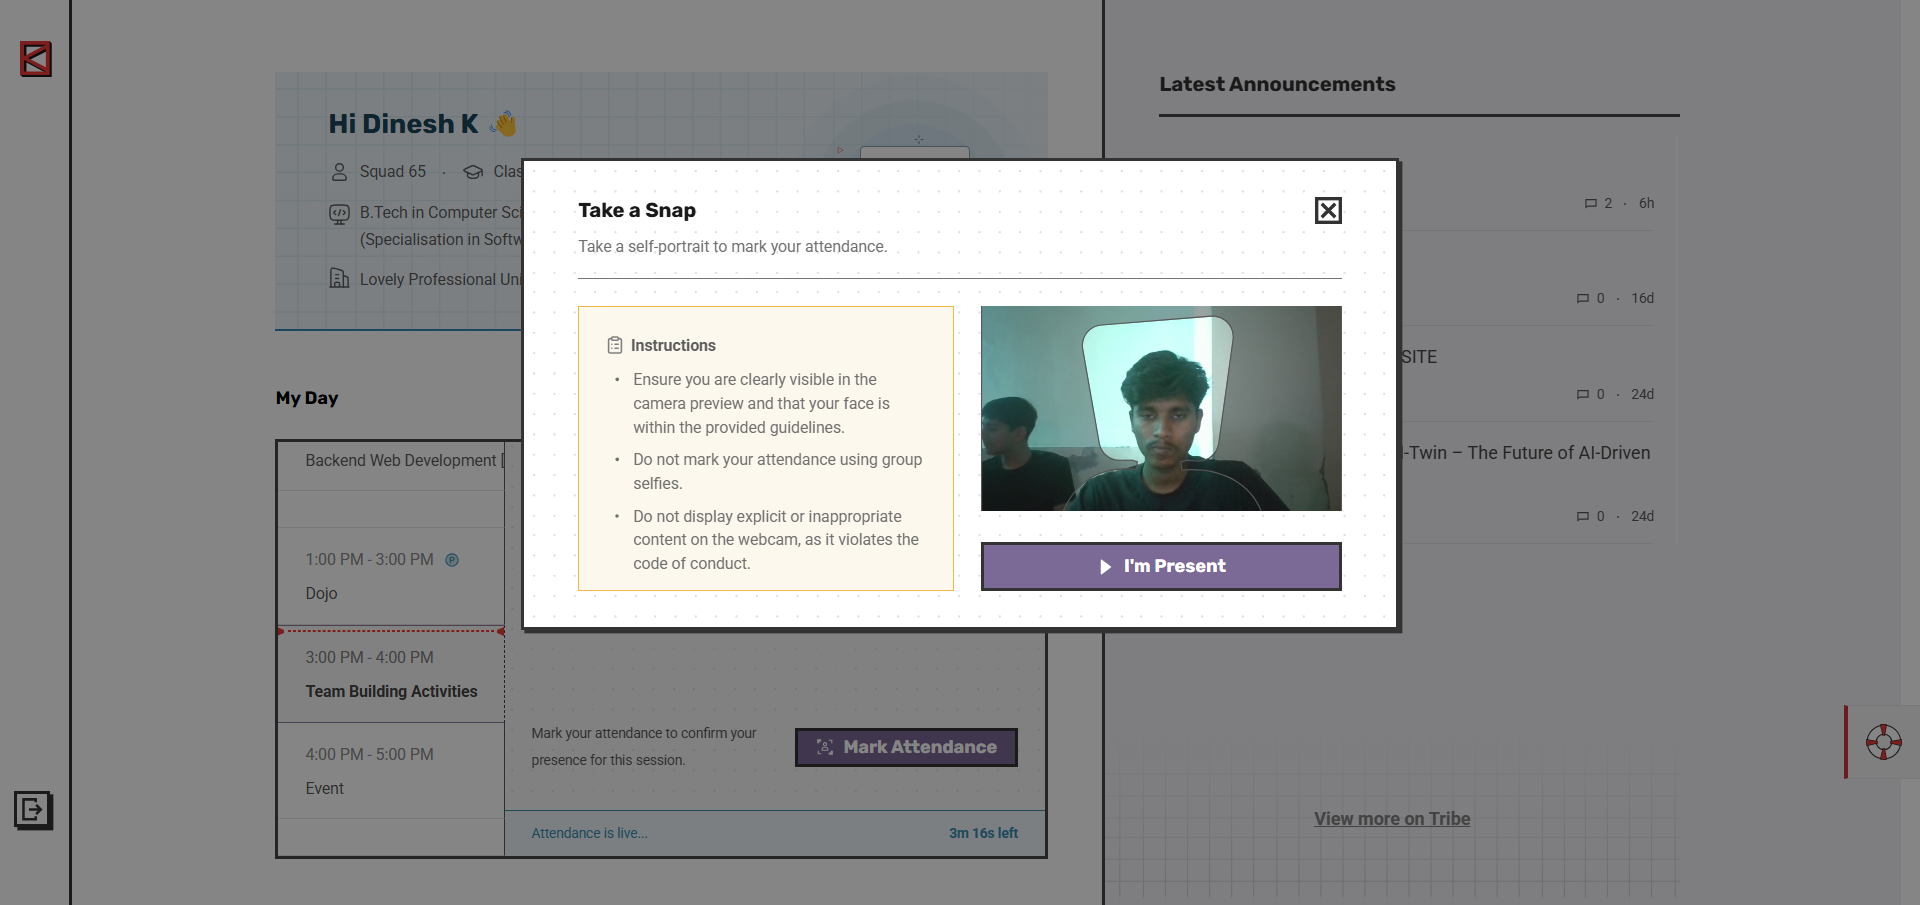 Hi Dinesh K 👋
Squad 65 · Clas
B.Tech in Computer Sci
(Specialisation in Softw
Lovely Professional Uni
My Day
Backend Web Development [
1:00 PM - 3:00 PM P
Dojo
3:00 PM - 4:00 PM
Team Building Activities
4:00 PM - 5:00 PM
Event
Mark your attendance to confirm your
presence for this session.
Mark Attendance
Attendance is live...
3m 16s left
Take a Snap
Take a self-portrait to mark your attendance.
Instructions
• Ensure you are clearly visible in the
camera preview and that your face is
within the provided guidelines.
• Do not mark your attendance using group
selfies.
• Do not display explicit or inappropriate
content on the webcam, as it violates the
code of conduct.
I'm Present
Latest Announcements
2 · 6h
0 · 16d
SITE
0 · 24d
-Twin – The Future of AI-Driven
0 · 24d
View more on Tribe